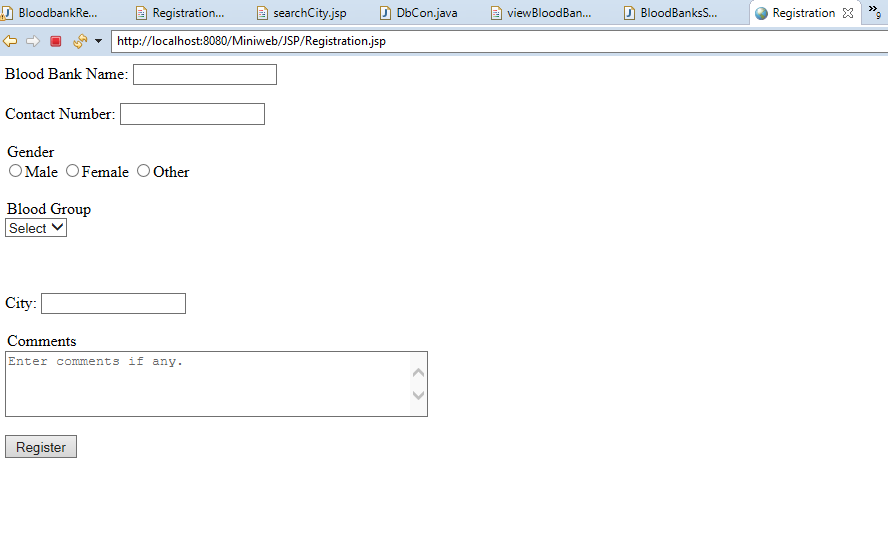 BloodbankRe... Registration... searchCity.jsp DbCon.java viewBloodBan... BloodBanksS... Registration »9
http://localhost:8080/Miniweb/JSP/Registration.jsp
Blood Bank Name:
Contact Number:
Gender
Male Female Other
Blood Group
Select
City:
Comments
Enter comments if any.
Register